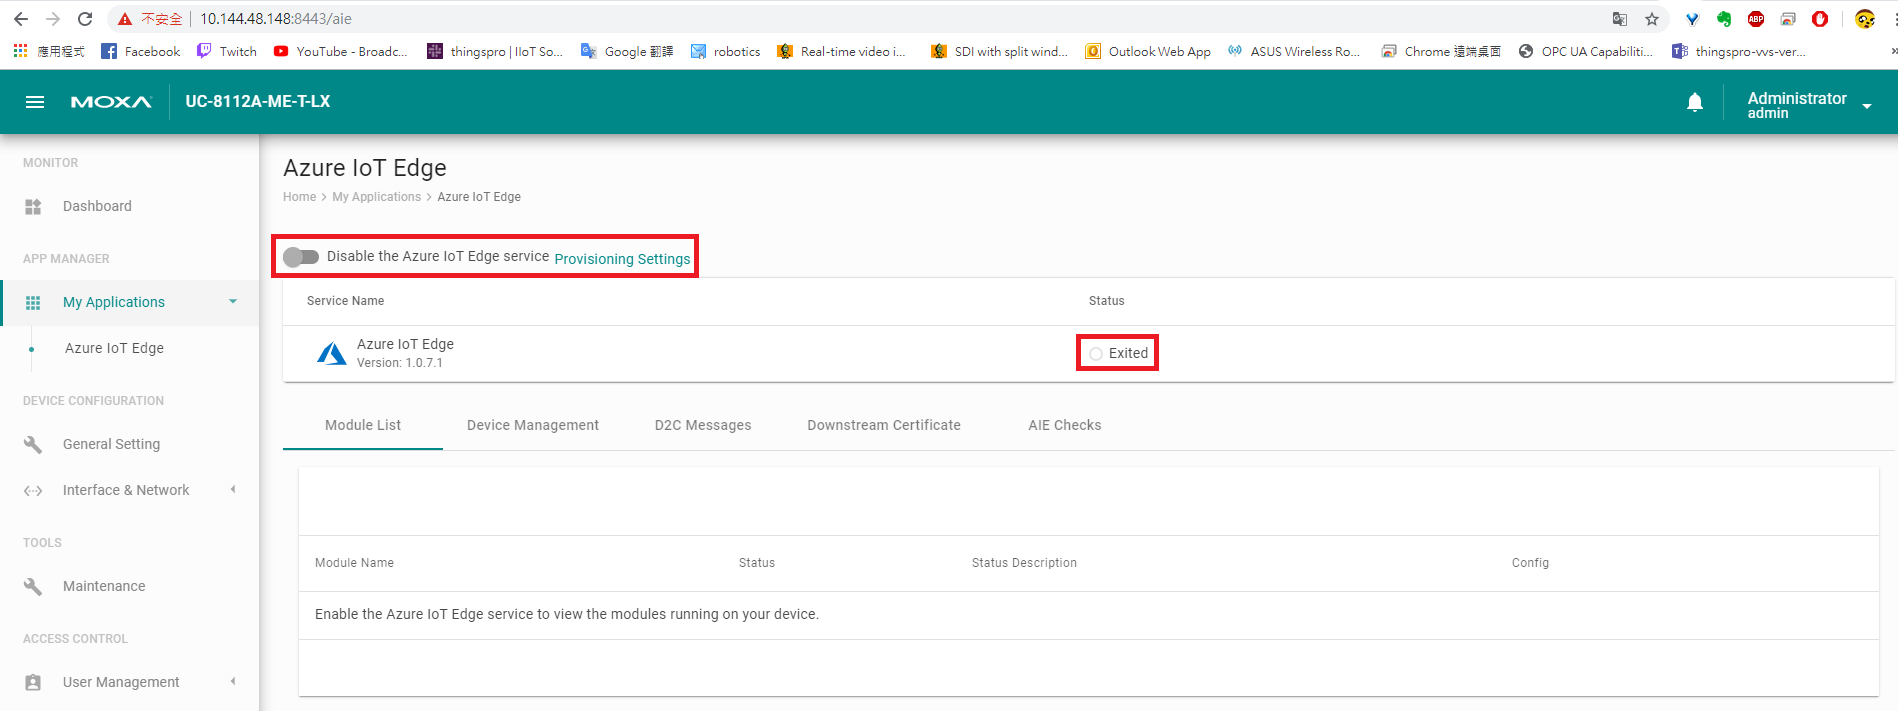 不安全 | 10.144.48.148:8443/aie
應用程式 Facebook Twitch YouTube - Broadc... thingspro | IIoT So... Google 翻譯 robotics Real-time video i... SDI with split wind... Outlook Web App ASUS Wireless Ro... Chrome 遠端桌面 OPC UA Capabiliti... thingspro-vvs-ver... »
MOXA UC-8112A-ME-T-LX Administrator
admin
MONITOR
Dashboard
APP MANAGER
My Applications
Azure IoT Edge
DEVICE CONFIGURATION
General Setting
Interface & Network
TOOLS
Maintenance
ACCESS CONTROL
User Management
Azure IoT Edge
Home > My Applications > Azure IoT Edge
Disable the Azure IoT Edge service Provisioning Settings
Service Name Status
Azure IoT Edge
Version: 1.0.7.1
Exited
Module List Device Management D2C Messages Downstream Certificate AIE Checks
Module Name Status Status Description Config
Enable the Azure IoT Edge service to view the modules running on your device.